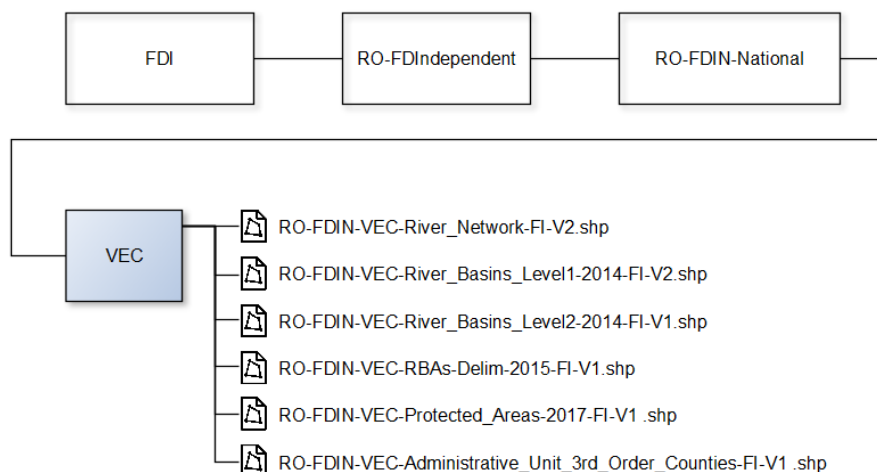 FDI
RO-FDIndependent
RO-FDIN-National
VEC
RO-FDIN-VEC-River_Network-FI-V2.shp
RO-FDIN-VEC-River_Basins_Level1-2014-FI-V2.shp
RO-FDIN-VEC-River_Basins_Level2-2014-FI-V1.shp
RO-FDIN-VEC-RBAs-Delim-2015-FI-V1.shp
RO-FDIN-VEC-Protected_Areas-2017-FI-V1 .shp
RO-FDIN-VEC-Administrative_Unit_3rd_Order_Counties-FI-V1 .shp